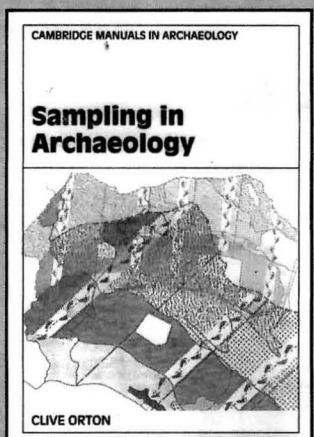 CAMBRIDGE MANUALS IN ARCHAEOLOGY
Sampling in
Archaeology
CLIVE ORTON